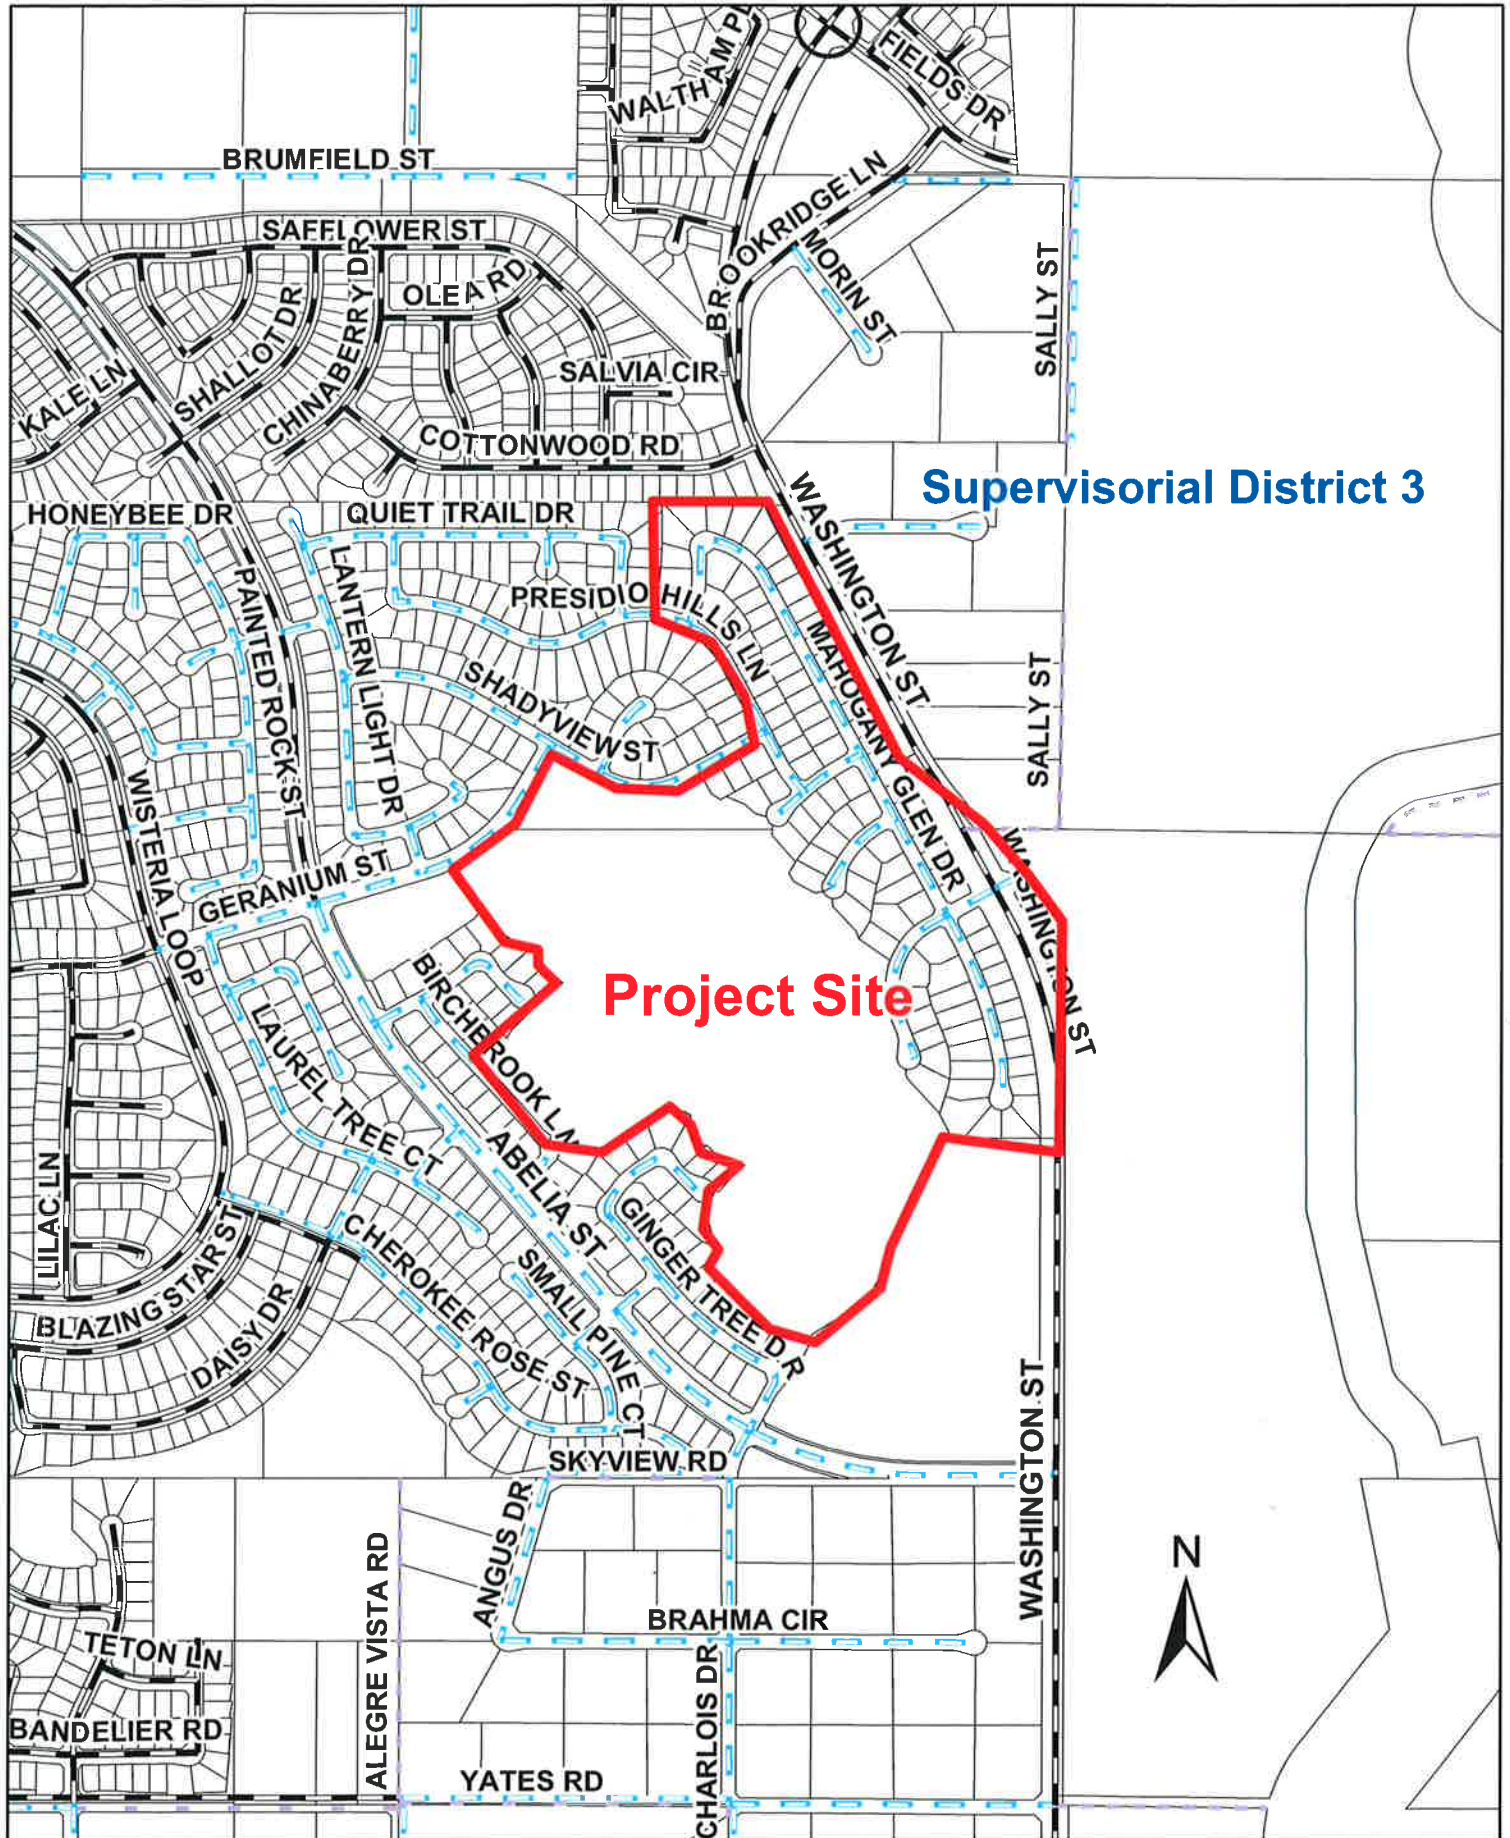 WALTHAM PL
FIELDS DR
BRUMFIELD ST
BROOKRIDGE LN
SAFFLOWER ST
MORIN ST
SALLY ST
OLEA RD
SHALLOT DR
CHINABERRY DR
KALE LN
SALVIA CIR
COTTONWOOD RD
Supervisorial District 3
WASHINGTON ST
HONEYBEE DR
QUIET TRAIL DR
PAINTED ROCK ST
LANTERN LIGHT DR
PRESIDIO HILLS LN
MAHOGANY GLEN DR
SHADYVIEW ST
SALLY ST
WISTERIA LOOP
GERANIUM ST
WASHINGTON ST
Project Site
BIRCHBROOK LN
LAUREL TREE CT
ABELIA ST
LILAC LN
GINGER TREE DR
CHEROKEE ROSE ST
SMALL PINE CT
BLAZING STAR ST
DAISY DR
WASHINGTON ST
SKYVIEW RD
ANGUS DR
ALEGRE VISTA RD
N
BRAHMA CIR
TETON LN
CHARLOIS DR
BANDELIER RD
YATES RD